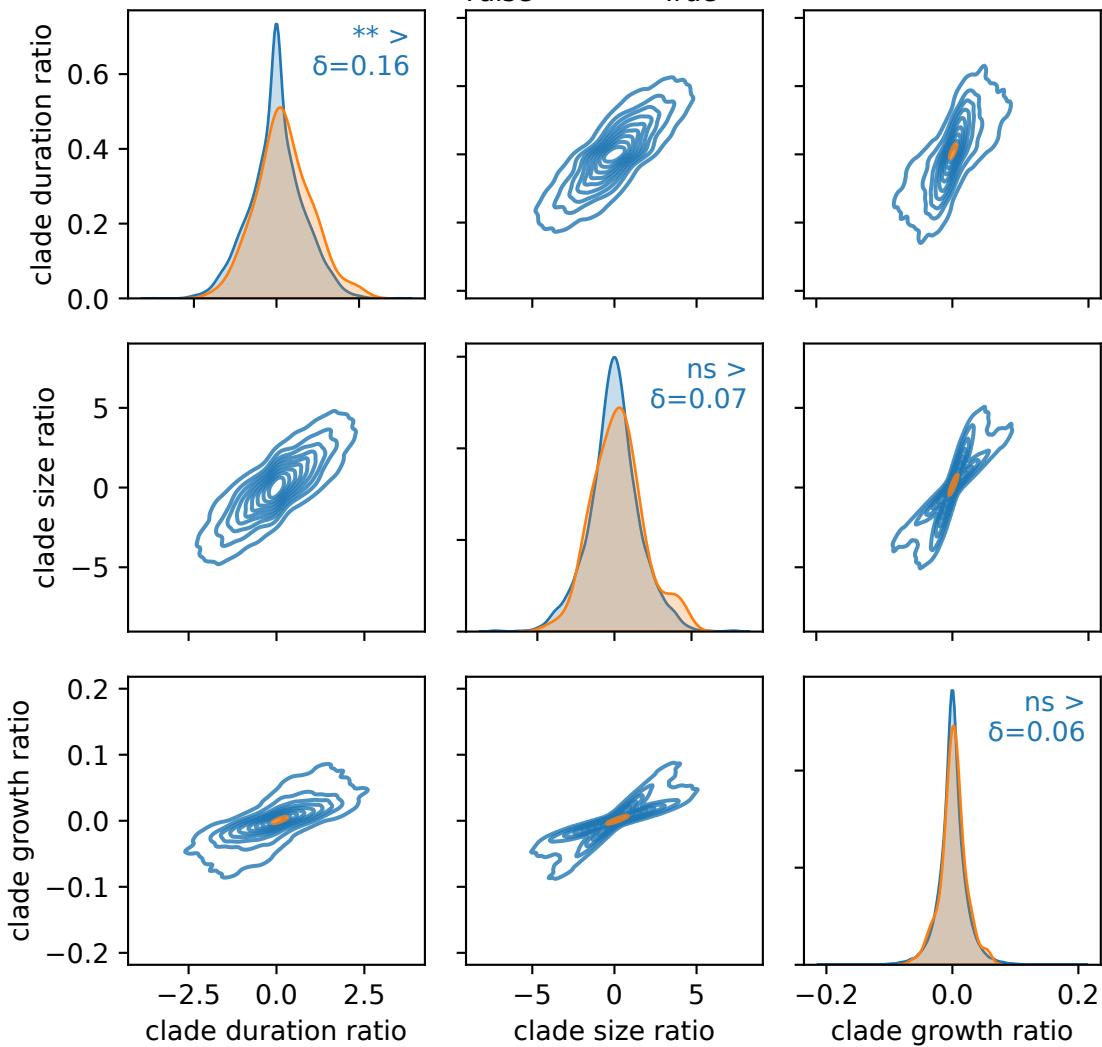 clade duration ratio
0.6
0.4
0.2
0.0
** >
δ=0.16
clade size ratio
5
0
−5
ns >
δ=0.07
clade growth ratio
0.2
0.1
0.0
−0.1
−0.2
ns >
δ=0.06
−2.5 0.0 2.5
−5 0 5
−0.2 0.0 0.2
clade duration ratio
clade size ratio
clade growth ratio